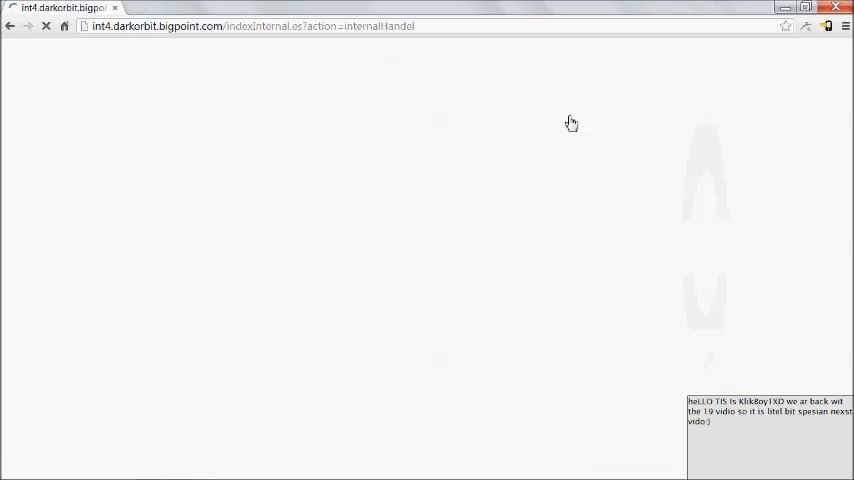 int4.darkorbit.bigpoi
int4.darkorbit.bigpoint.com/indexInternal.es?action=internalHandel
heLLO TIS Is KlikBoy1XD we ar back wit
the 19 vidio so it is litel bit spesian nexst
vido:)